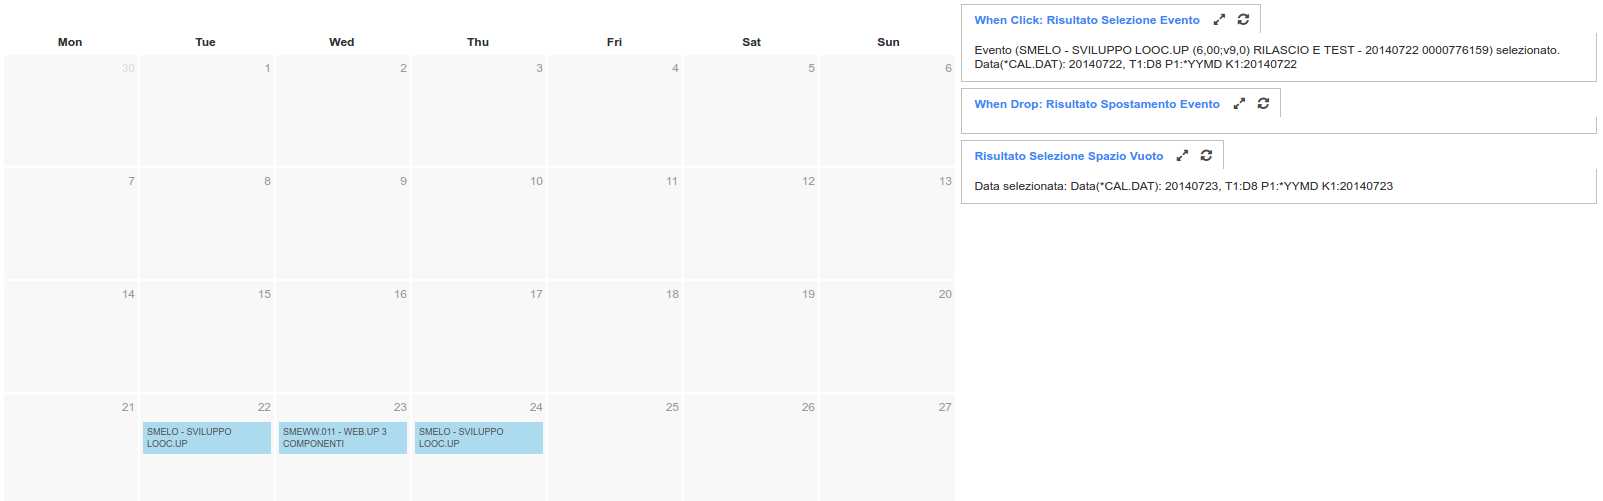 Mon Tue Wed Thu Fri Sat Sun
30 1 2 3 4 5 6
7 8 9 10 11 12 13
14 15 16 17 18 19 20
21 22 23 24 25 26 27
SMELO - SVILUPPO
LOOC.UP
SMEWW.011 - WEB.UP 3
COMPONENTI
SMELO - SVILUPPO
LOOC.UP
When Click: Risultato Selezione Evento
Evento (SMELO - SVILUPPO LOOC.UP (6,00;v9,0) RILASCIO E TEST - 20140722 0000776159) selezionato.
Data(*CAL.DAT): 20140722, T1:D8 P1:*YYMD K1:20140722
When Drop: Risultato Spostamento Evento
Risultato Selezione Spazio Vuoto
Data selezionata: Data(*CAL.DAT): 20140723, T1:D8 P1:*YYMD K1:20140723